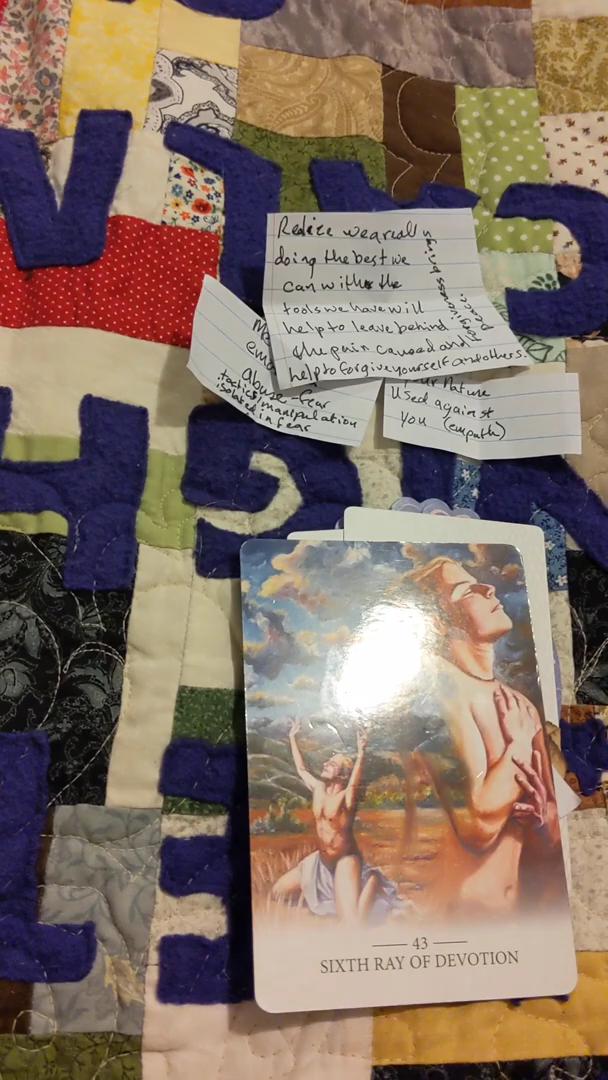 Realize we are all
doing the best we
can with the
tools we have will
help to leave behind
the pain caused and
help to forgive yourself and others.
bring
forgiveness
peace.
abuse-fear
tactics/manipulation
isolated in fear
Nature
Used against
you (empath)
43
SIXTH RAY OF DEVOTION